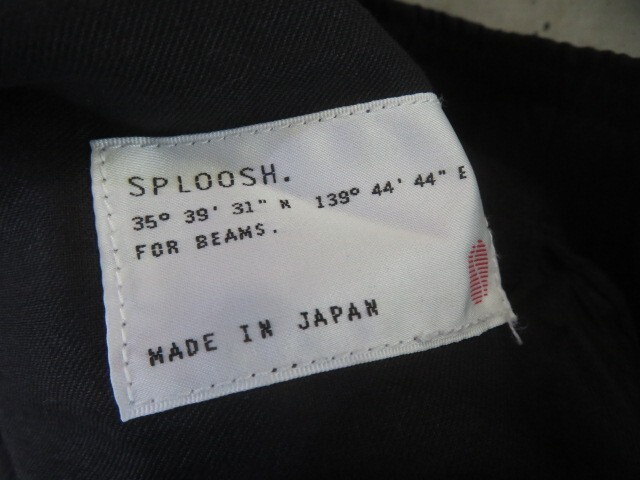 SPLOOSH.
35° 39' 31" N 139° 44' 44" E
FOR BEAMS.
MADE IN JAPAN